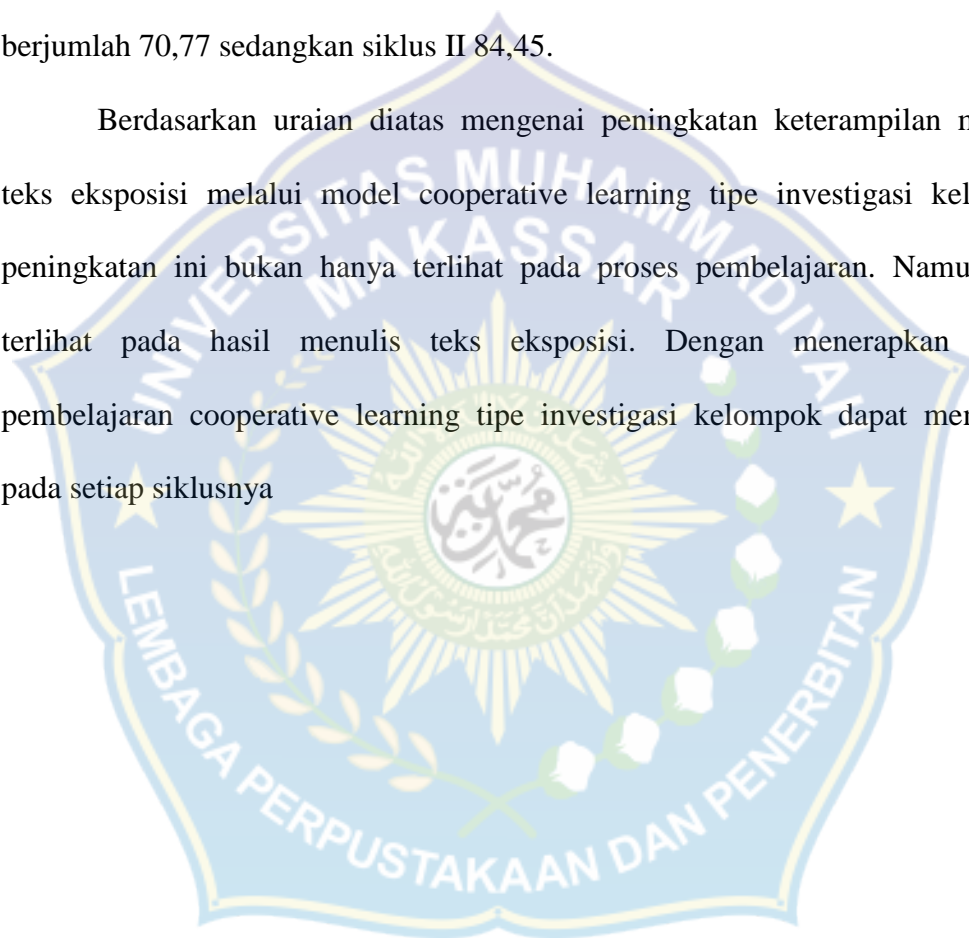 berjumlah 70,77 sedangkan siklus II 84,45.
Berdasarkan uraian diatas mengenai peningkatan keterampilan
teks eksposisi melalui model cooperative learning tipe investigasi
peningkatan ini bukan hanya terlihat pada proses pembelajaran.
terlihat pada hasil menulis teks eksposisi. Dengan menerapkan
pembelajaran cooperative learning tipe investigasi kelompok dapat
pada setiap siklusnya
UNIVERSITAS MUHAMMADIYAH
MAKASSAR
LEMBAGA PERPUSTAKAAN DAN PENERBITAN